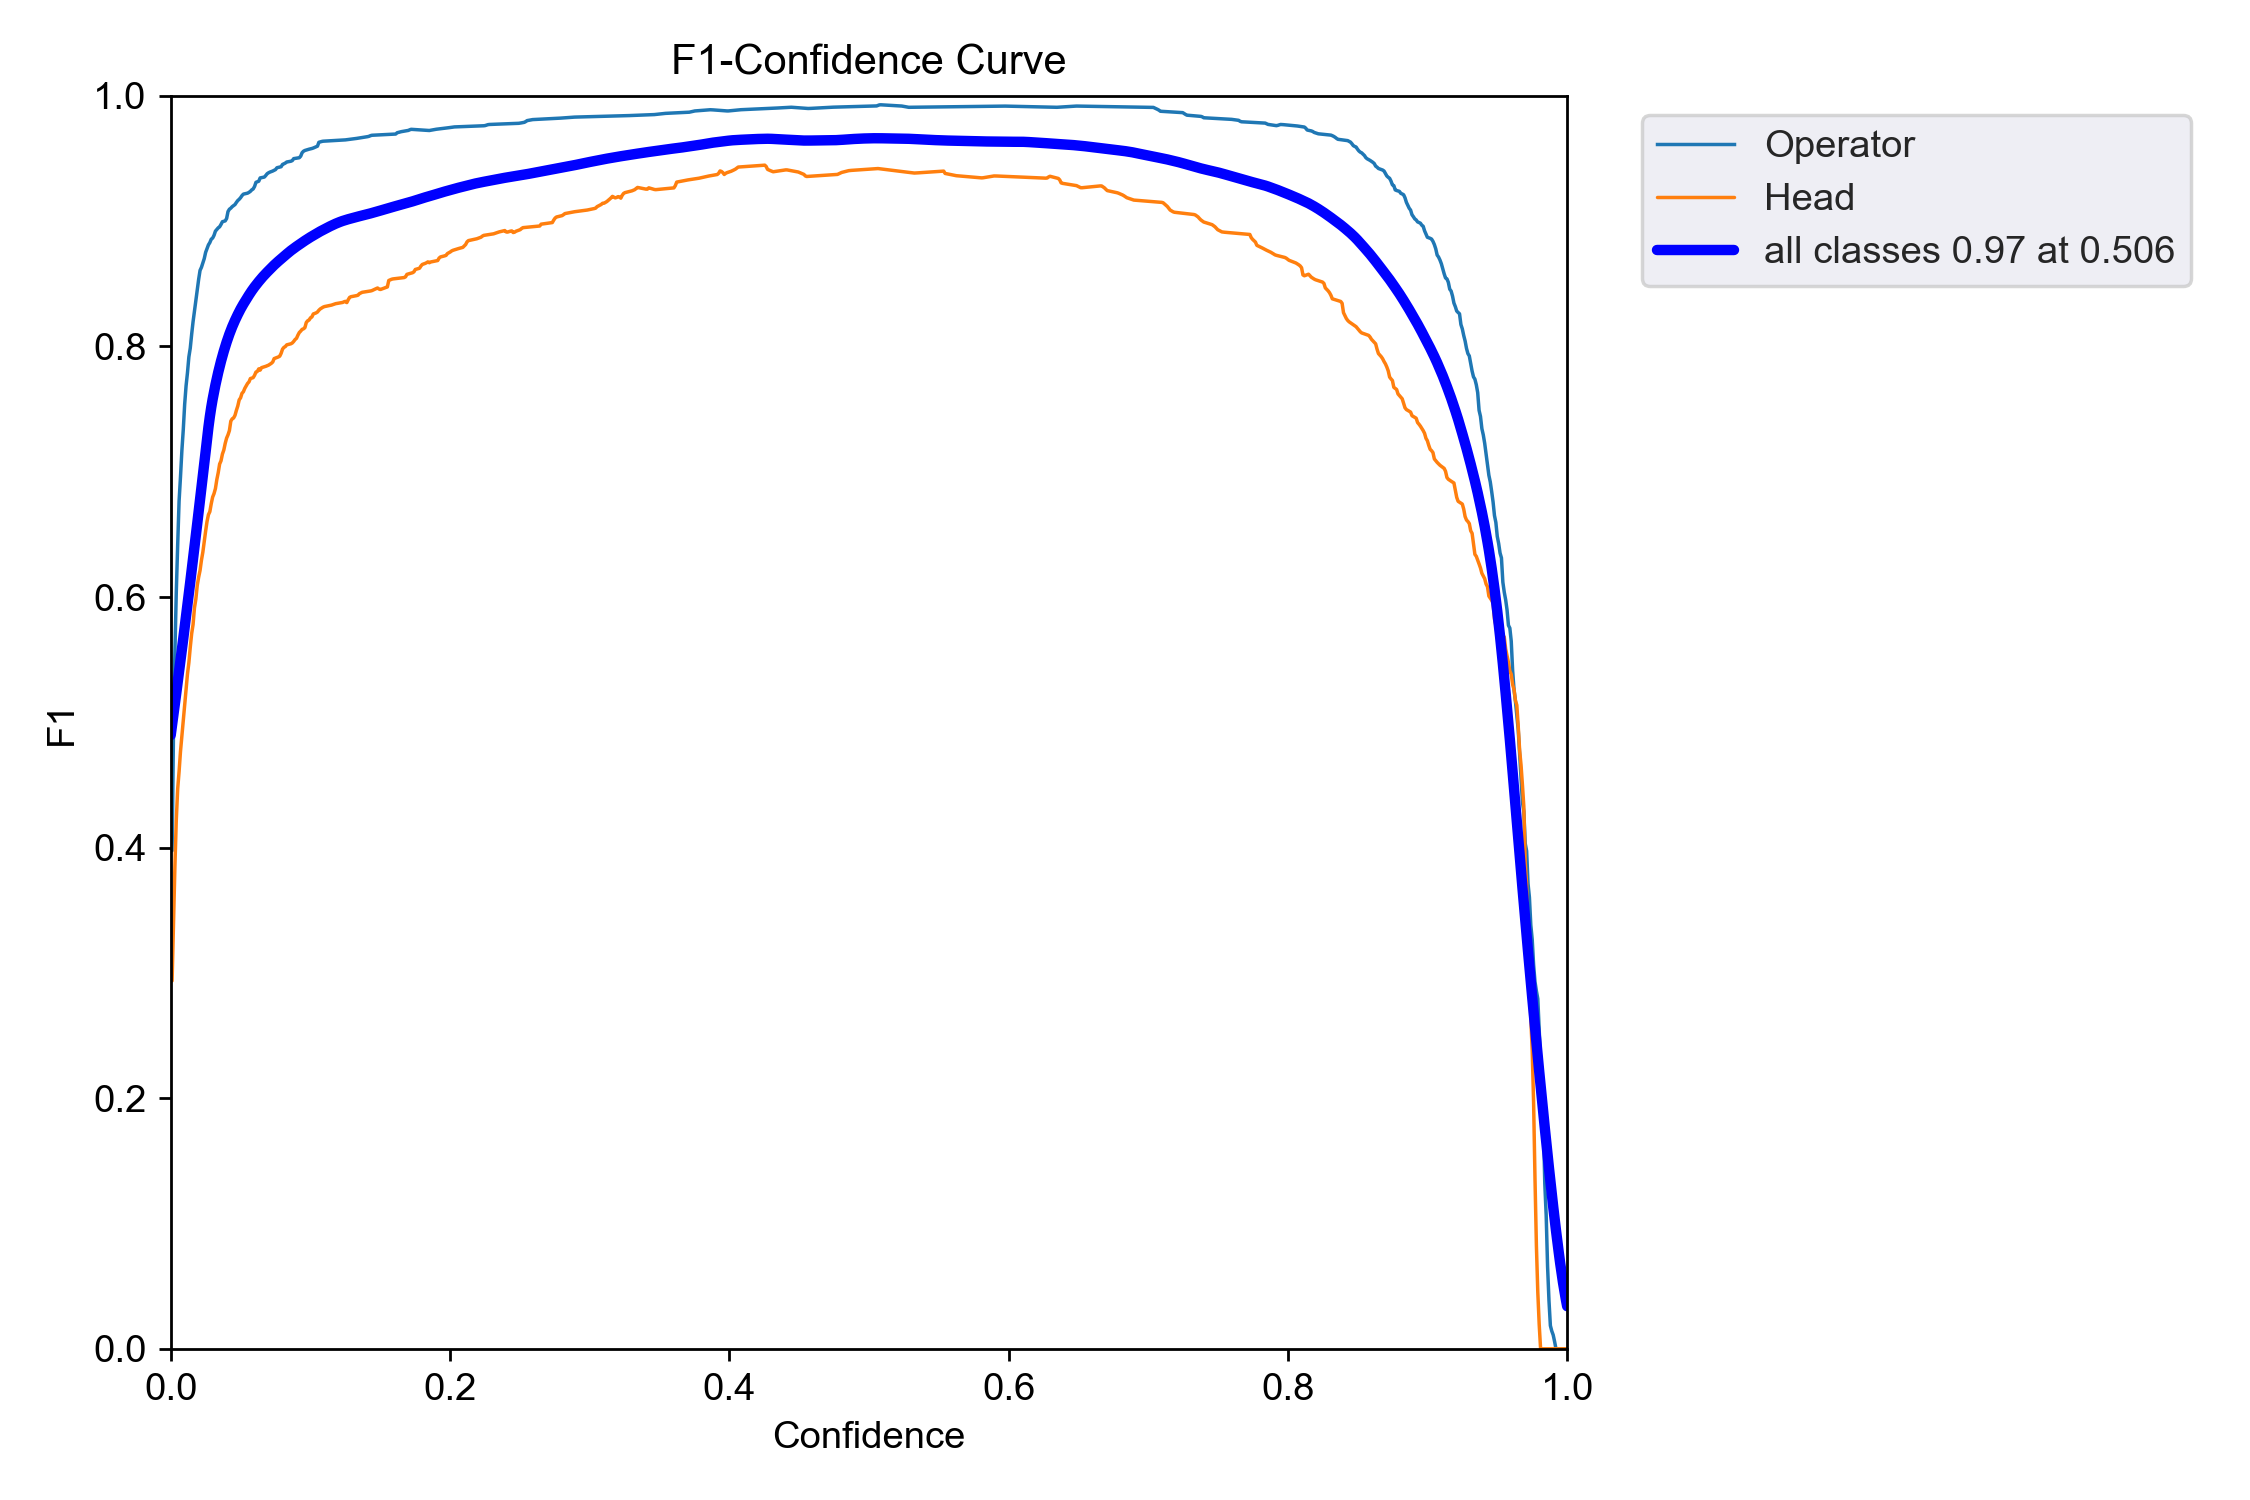 F1-Confidence Curve
1.0
0.8
0.6
0.4
0.2
0.0
F1
0.0 0.2 0.4 0.6 0.8 1.0
Confidence
Operator
Head
all classes 0.97 at 0.506